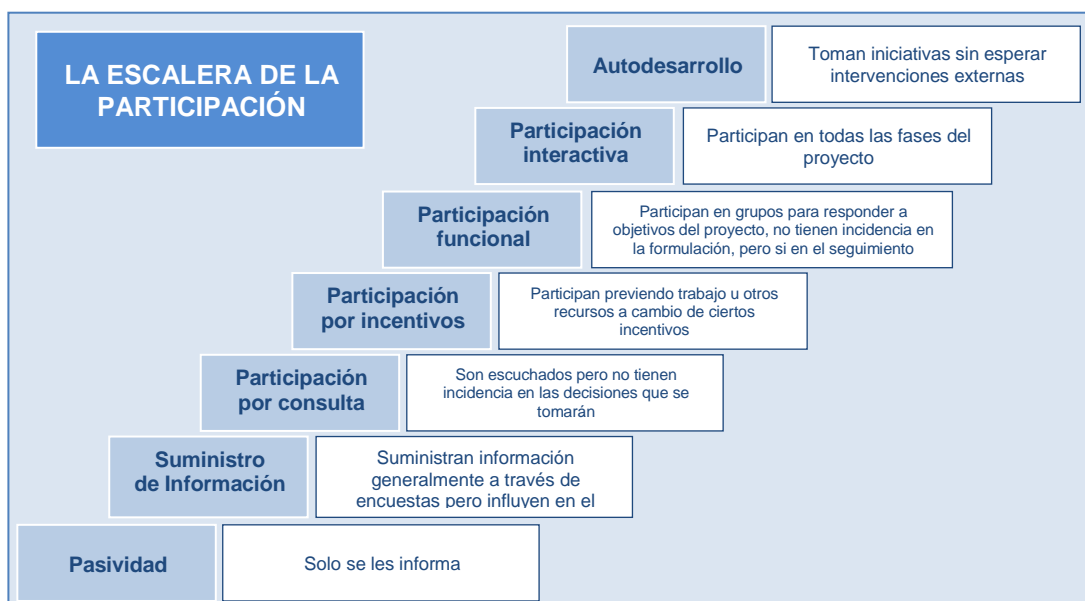 LA ESCALERA DE LA
PARTICIPACIÓN
Autodesarrollo
Toman iniciativas sin esperar
intervenciones externas
Participación
interactiva
Participan en todas las fases del
proyecto
Participación
funcional
Participan en grupos para responder a
objetivos del proyecto, no tienen incidencia en
la formulación, pero si en el seguimiento
Participación
por incentivos
Participan previendo trabajo u otros
recursos a cambio de ciertos
incentivos
Participación
por consulta
Son escuchados pero no tienen
incidencia en las decisiones que se
tomarán
Suministro
de Información
Suministran información
generalmente a través de
encuestas pero influyen en el
Pasividad
Solo se les informa